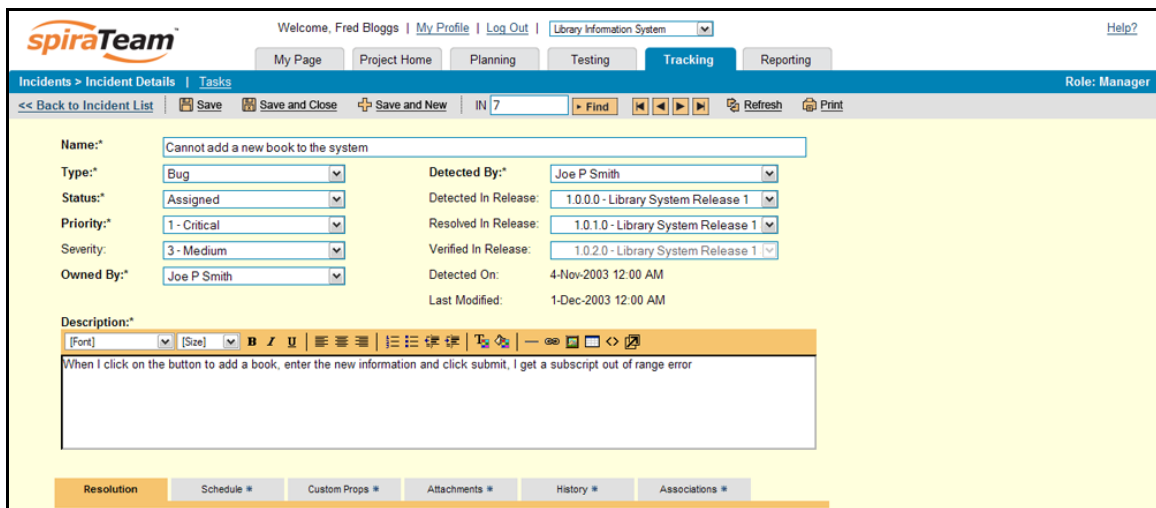 spiraTeam Welcome, Fred Bloggs | My Profile | Log Out | Library Information System Help?
My Page Project Home Planning Testing Tracking Reporting
Incidents > Incident Details | Tasks Role: Manager
<< Back to Incident List Save Save and Close Save and New IN 7 Find Refresh Print
Name:* Cannot add a new book to the system
Type:* Bug Detected By:* Joe P Smith
Status:* Assigned Detected In Release: 1.0.0.0 - Library System Release 1
Priority:* 1 - Critical Resolved In Release: 1.0.1.0 - Library System Release 1
Severity: 3 - Medium Verified In Release: 1.0.2.0 - Library System Release 1
Owned By:* Joe P Smith Detected On: 4-Nov-2003 12:00 AM
Last Modified: 1-Dec-2003 12:00 AM
Description:*
[Font] [Size] B I U
When I click on the button to add a book, enter the new information and click submit, I get a subscript out of range error
Resolution Schedule Custom Props Attachments History Associations